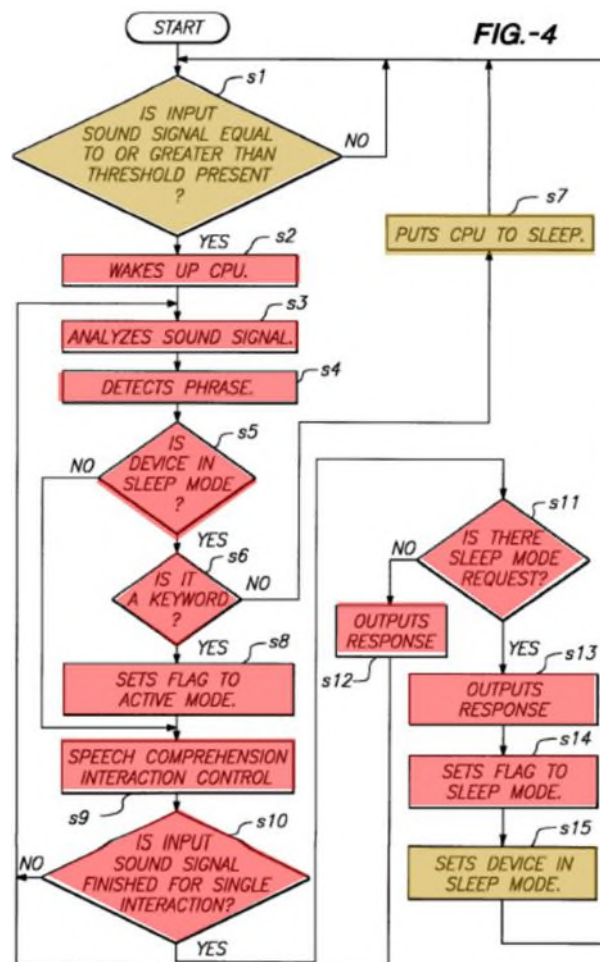 START
FIG.-4
s1
IS INPUT
SOUND SIGNAL EQUAL
TO OR GREATER THAN
THRESHOLD PRESENT
?
NO
YES
s2
WAKES UP CPU.
s3
ANALYZES SOUND SIGNAL.
s4
DETECTS PHRASE.
s5
IS
DEVICE IN
SLEEP MODE
?
NO
YES
s6
IS IT
A KEYWORD
?
NO
YES
s7
PUTS CPU TO SLEEP.
s8
SETS FLAG TO
ACTIVE MODE.
SPEECH COMPREHENSION
INTERACTION CONTROL
s9
s10
IS INPUT
SOUND SIGNAL
FINISHED FOR SINGLE
INTERACTION?
NO
YES
s11
IS THERE
SLEEP MODE
REQUEST?
NO
YES
OUTPUTS
RESPONSE
s12
s13
OUTPUTS
RESPONSE
s14
SETS FLAG TO
SLEEP MODE.
s15
SETS DEVICE IN
SLEEP MODE.